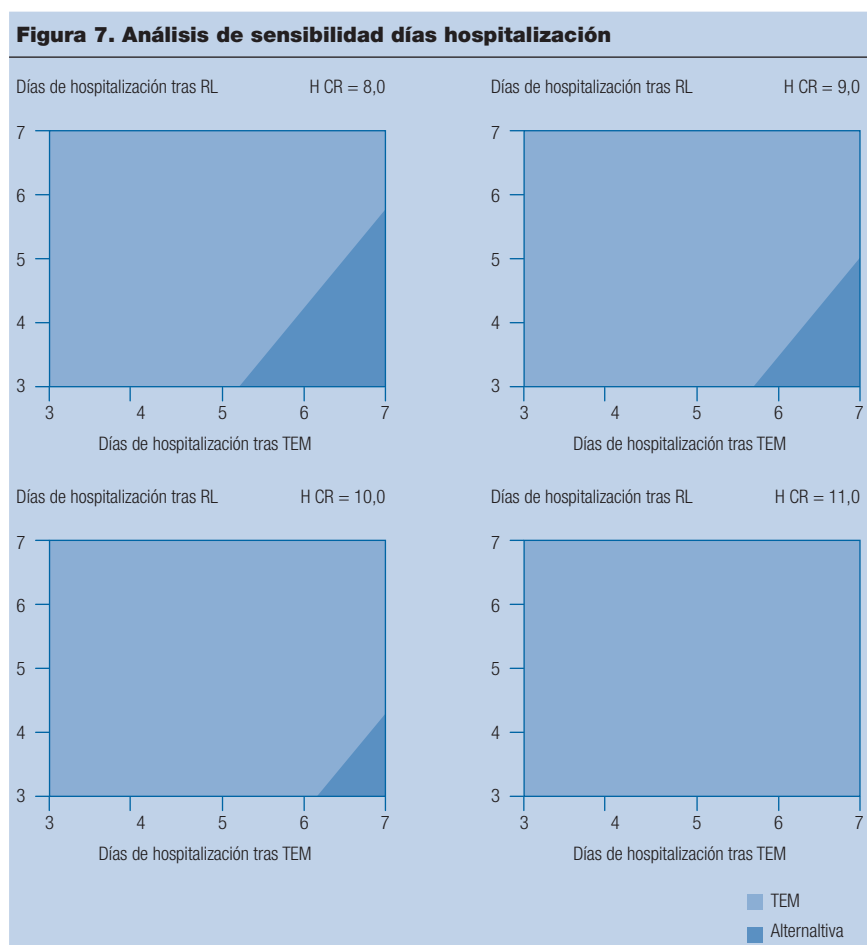 Figura 7. Análisis de sensibilidad días hospitalización
Días de hospitalización tras RL H CR = 8,0
7
6
5
4
3
3 4 5 6 7
Días de hospitalización tras TEM
Días de hospitalización tras RL H CR = 9,0
7
6
5
4
3
3 4 5 6 7
Días de hospitalización tras TEM
Días de hospitalización tras RL H CR = 10,0
7
6
5
4
3
3 4 5 6 7
Días de hospitalización tras TEM
Días de hospitalización tras RL H CR = 11,0
7
6
5
4
3
3 4 5 6 7
Días de hospitalización tras TEM
TEM
Alternaltiva